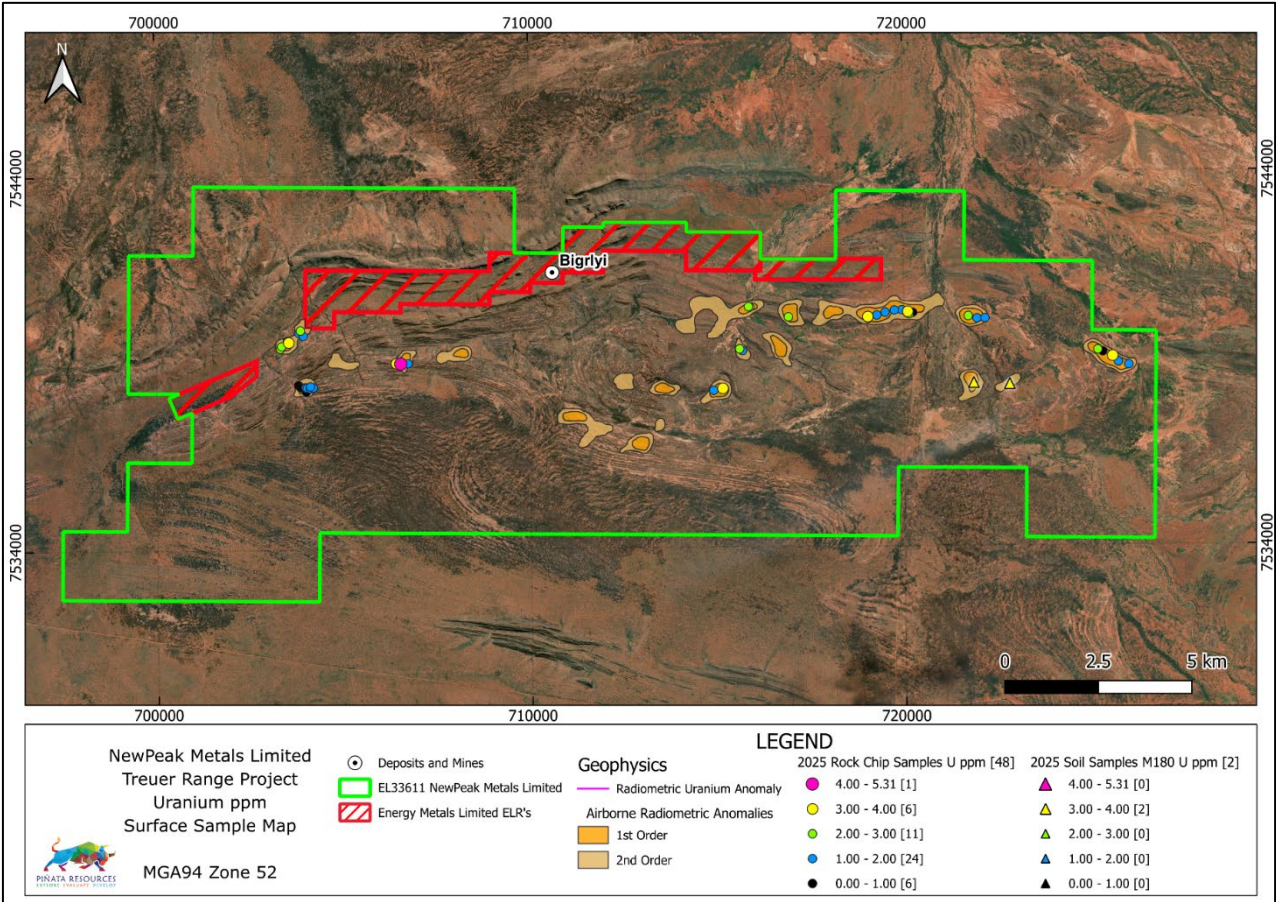 700000
710000
720000
N
7544000
7544000
Bigrlyi
7534000
7534000
0
2.5
5 km
700000
710000
720000
NewPeak Metals Limited
Treuer Range Project
Uranium ppm
Surface Sample Map
MGA94 Zone 52
PIÑATA RESOURCES
EXPLORE EVALUATE DEVELOP
LEGEND
Deposits and Mines
EL33611 NewPeak Metals Limited
Energy Metals Limited ELR's
Geophysics
Radiometric Uranium Anomaly
Airborne Radiometric Anomalies
1st Order
2nd Order
2025 Rock Chip Samples U ppm [48]
4.00 - 5.31 [1]
3.00 - 4.00 [6]
2.00 - 3.00 [11]
1.00 - 2.00 [24]
0.00 - 1.00 [6]
2025 Soil Samples M180 U ppm [2]
4.00 - 5.31 [0]
3.00 - 4.00 [2]
2.00 - 3.00 [0]
1.00 - 2.00 [0]
0.00 - 1.00 [0]